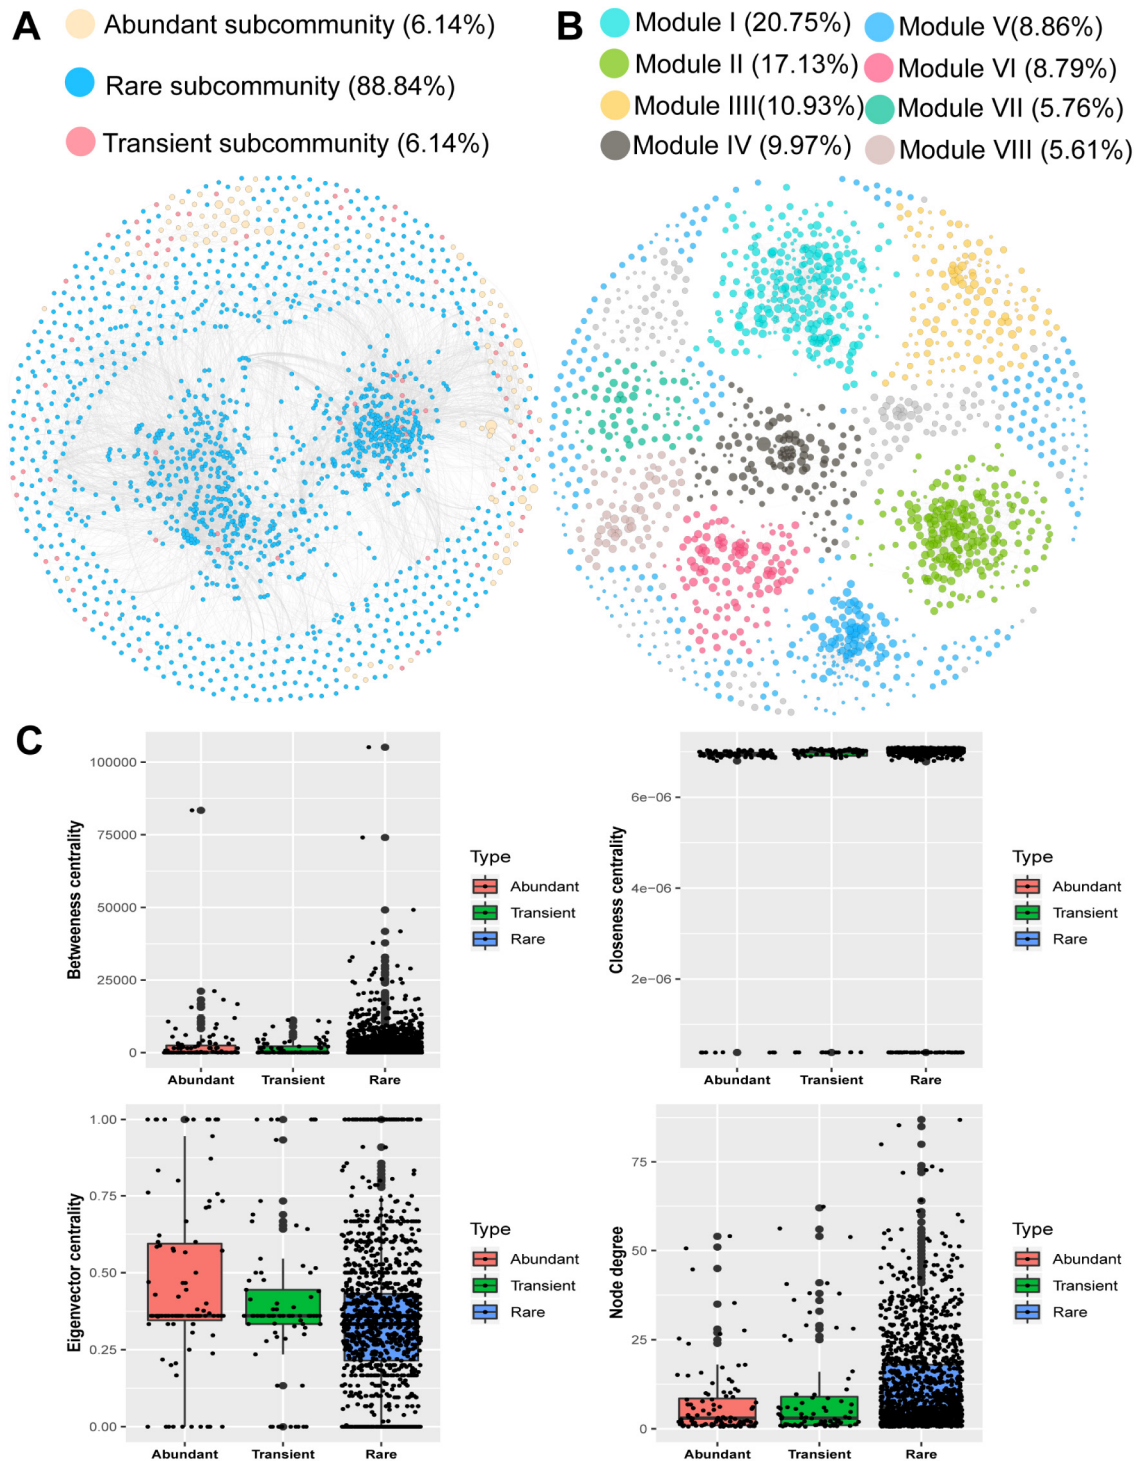 A
Abundant subcommunity (6.14%)
Rare subcommunity (88.84%)
Transient subcommunity (6.14%)
B
Module I (20.75%)
Module II (17.13%)
Module IIII(10.93%)
Module IV (9.97%)
Module V(8.86%)
Module VI (8.79%)
Module VII (5.76%)
Module VIII (5.61%)
C
Betweeness centrality
100000
75000
50000
25000
0
Abundant Transient Rare
Type
Abundant
Transient
Rare
Closeness centrality
6e−06
4e−06
2e−06
Abundant Transient Rare
Type
Abundant
Transient
Rare
Eigenvector centrality
1.00
0.75
0.50
0.25
0.00
Abundant Transient Rare
Type
Abundant
Transient
Rare
Node degree
75
50
25
0
Abundant Transient Rare
Type
Abundant
Transient
Rare